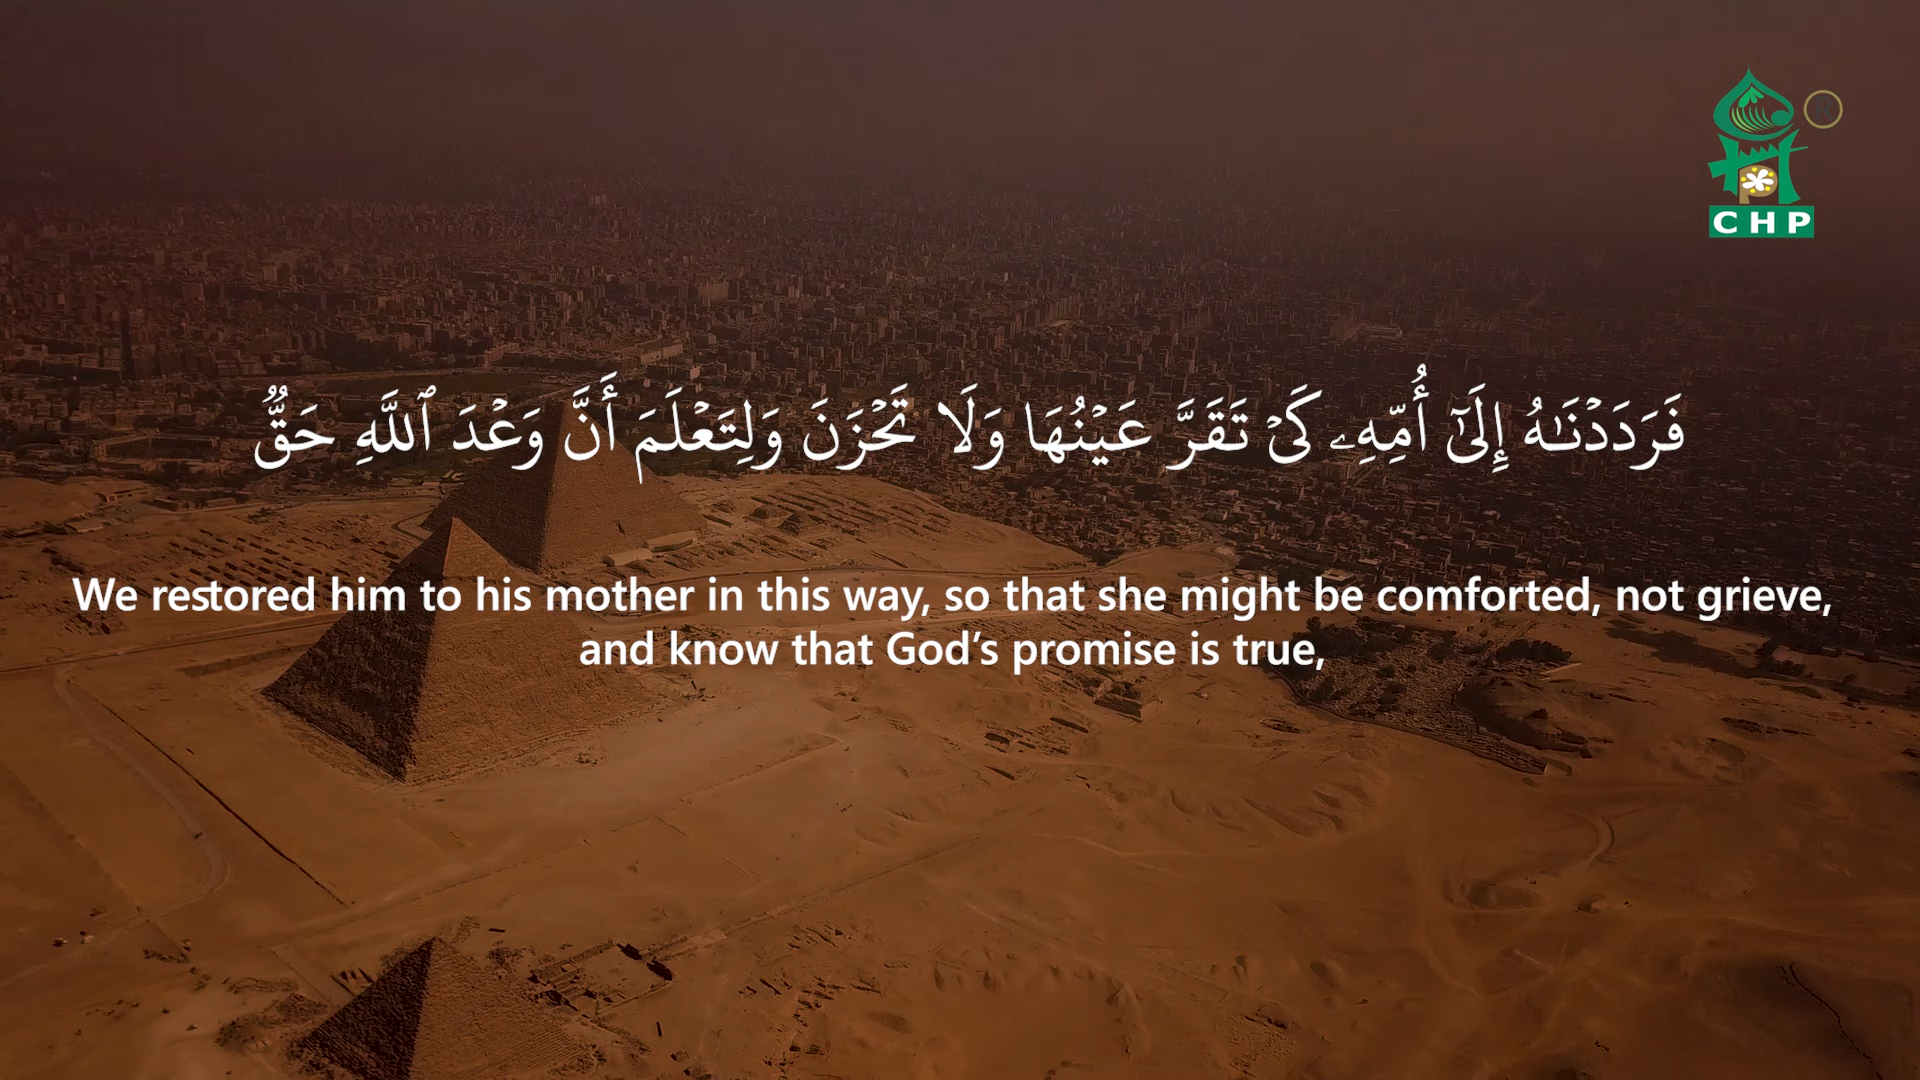 CHP
فَرَدَدْنَـٰهُ إِلَىٰٓ أُمِّهِۦ كَىْ تَقَرَّ عَيْنُهَا وَلَا تَحْزَنَ وَلِتَعْلَمَ أَنَّ وَعْدَ ٱللَّهِ حَقٌّ
We restored him to his mother in this way, so that she might be comforted, not grieve,
and know that God’s promise is true,